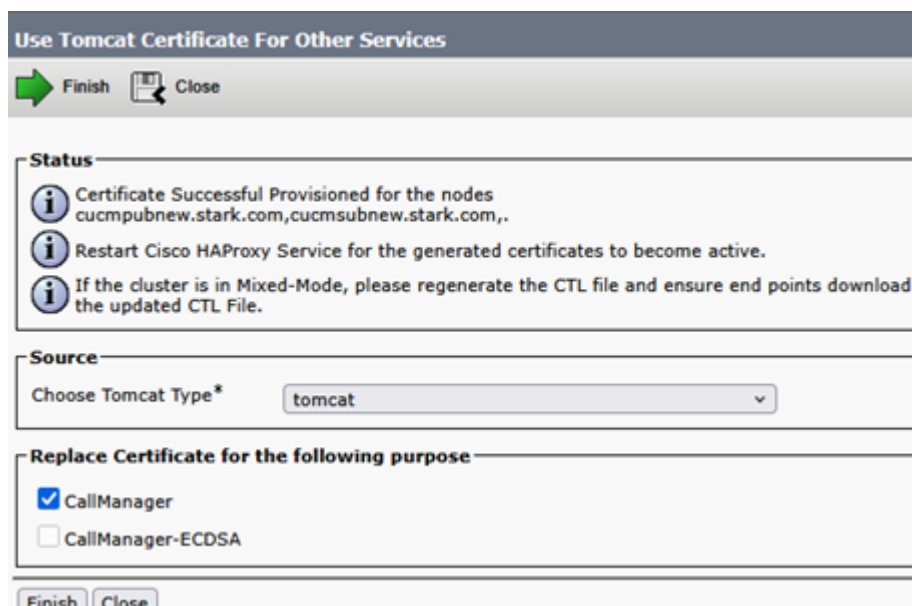 Use Tomcat Certificate For Other Services
Finish Close
Status
Certificate Successful Provisioned for the nodes
cucmpubnew.stark.com,cucmsubnew.stark.com,.
Restart Cisco HAProxy Service for the generated certificates to become active.
If the cluster is in Mixed-Mode, please regenerate the CTL file and ensure end points download
the updated CTL File.
Source
Choose Tomcat Type* tomcat
Replace Certificate for the following purpose
CallManager
CallManager-ECDSA
Finish Close